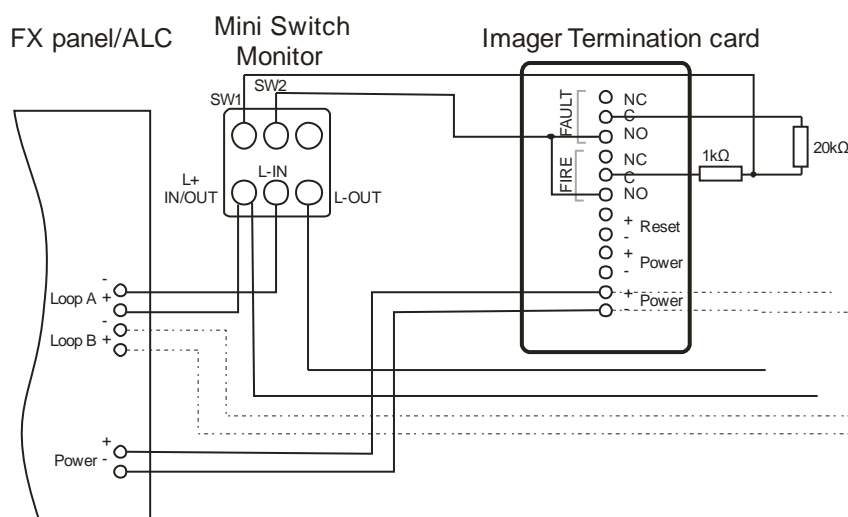 FX panel/ALC
Mini Switch
Monitor
Imager Termination card
SW1
SW2
L+
IN/OUT
L-IN
L-OUT
FAULT
NC
C
NO
FIRE
NC
C
NO
1kΩ
20kΩ
+ Reset
-
+ Power
-
+ Power
-
Loop A
-
+
Loop B
-
+
Power
+
-